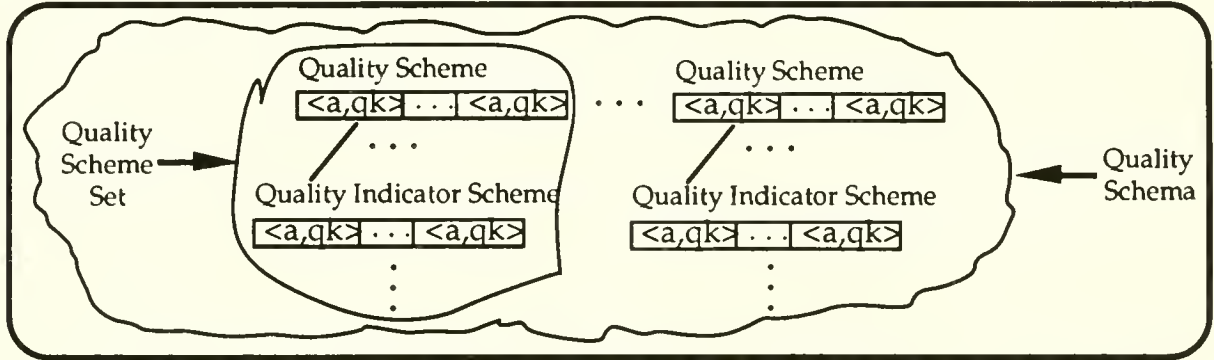 Quality Scheme
<a,qk> . . . <a,qk>
. . .
Quality Scheme
<a,qk> . . . <a,qk>
. . .
Quality
Scheme
Set
. . .
Quality Indicator Scheme
<a,qk> . . . <a,qk>
Quality Indicator Scheme
<a,qk> . . . <a,qk>
Quality
Schema